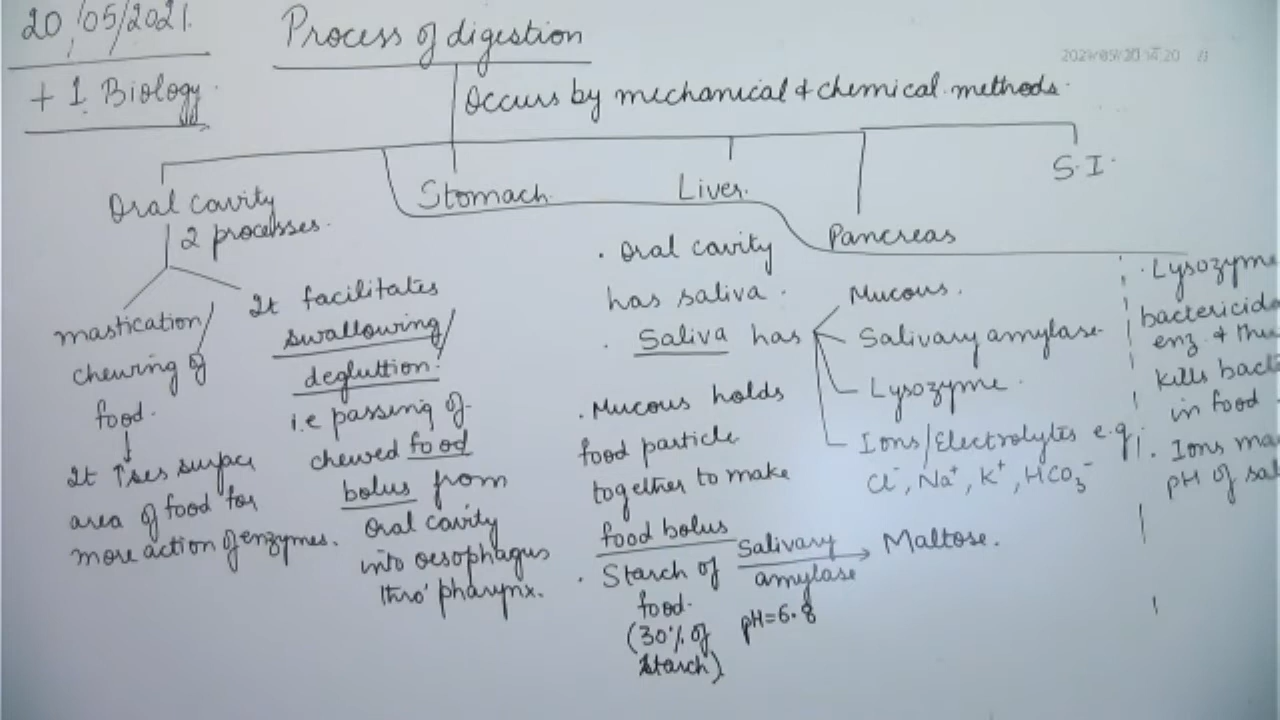 20/05/2021.
+ 1 Biology.
Process of digestion
Occurs by mechanical & chemical methods.
Oral cavity
Stomach.
Liver.
Pancreas
S.I.
2 processes.
mastication/
chewing of
food.
It ↑ses surface
area of food for
more action of enzymes.
It facilitates
swallowing/
degluttion.
i.e passing of
chewed food
bolus from
oral cavity
into oesophagus
thro' pharynx.
. Oral cavity
has saliva.
. Saliva has
Mucous.
Salivary amylase.
Lysozyme.
Ions/Electrolytes e.g.
Cl⁻, Na⁺, K⁺, HCO₃⁻
. Mucous holds
food particle
together to make
food bolus
. Starch of
food.
(30% of
starch)
Salivary
amylase
pH=6.8
→ Maltose.
. Lysozyme
bactericid
enz. & thu
kills bact
in food
. Ions ma
pH of sal